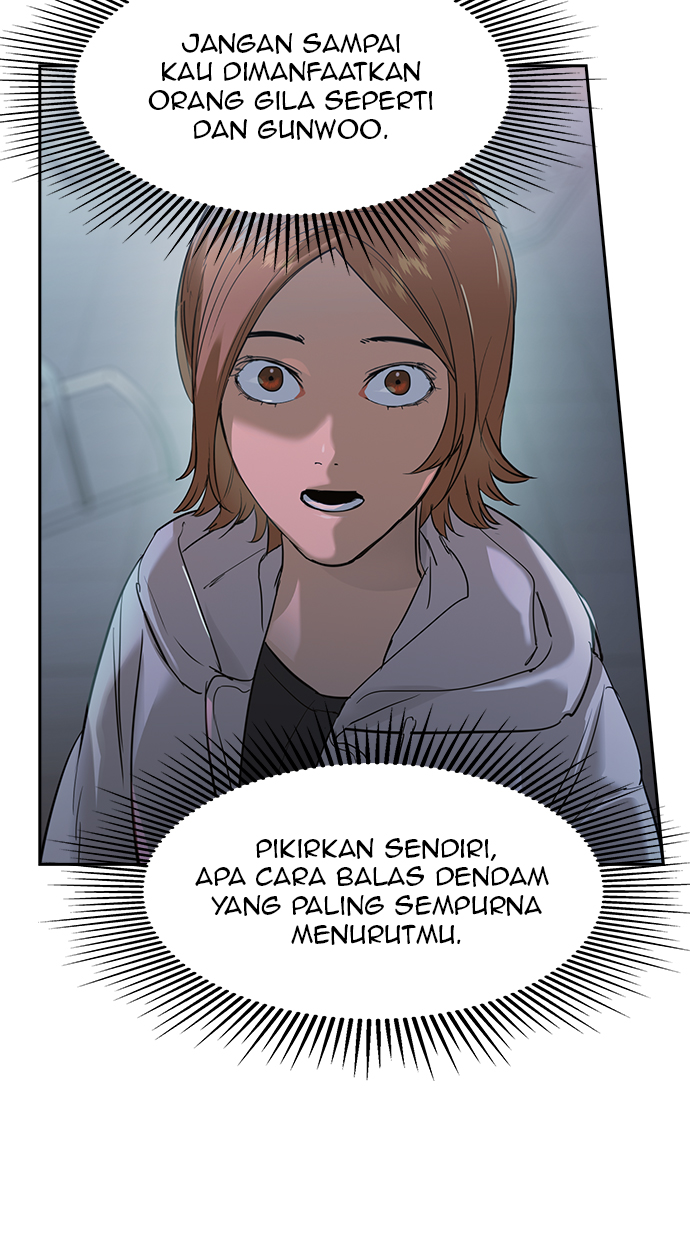 JANGAN SAMPAI
KAU DIMANFAATKAN
ORANG GILA SEPERTI
DAN GUNWOO.
PIKIRKAN SENDIRI,
APA CARA BALAS DENDAM
YANG PALING SEMPURNA
MENURUTMU.